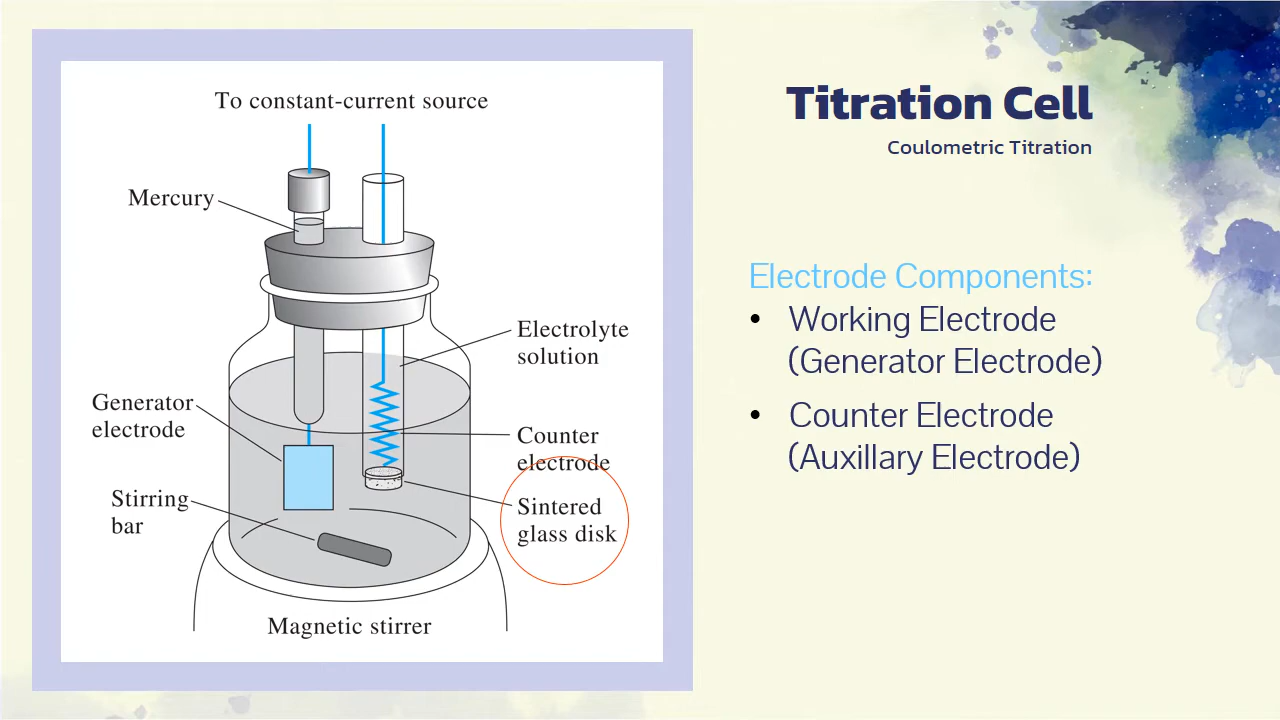 To constant-current source
Mercury
Electrolyte
solution
Generator
electrode
Counter
electrode
Stirring
bar
Sintered
glass disk
Magnetic stirrer
Titration Cell
Coulometric Titration
Electrode Components:
• Working Electrode
(Generator Electrode)
• Counter Electrode
(Auxillary Electrode)